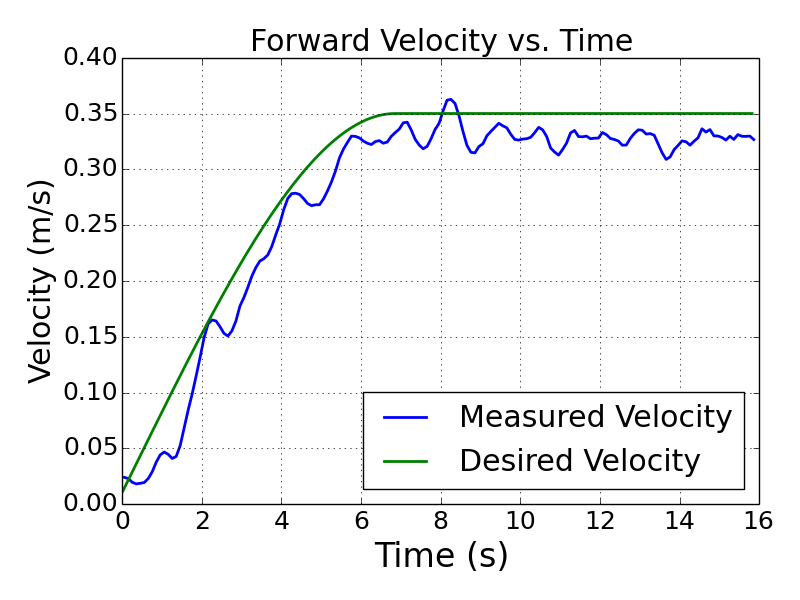 Forward Velocity vs. Time
0.40
0.35
0.30
0.25
0.20
0.15
0.10
0.05
0.00
Velocity (m/s)
Measured Velocity
Desired Velocity
0 2 4 6 8 10 12 14 16
Time (s)